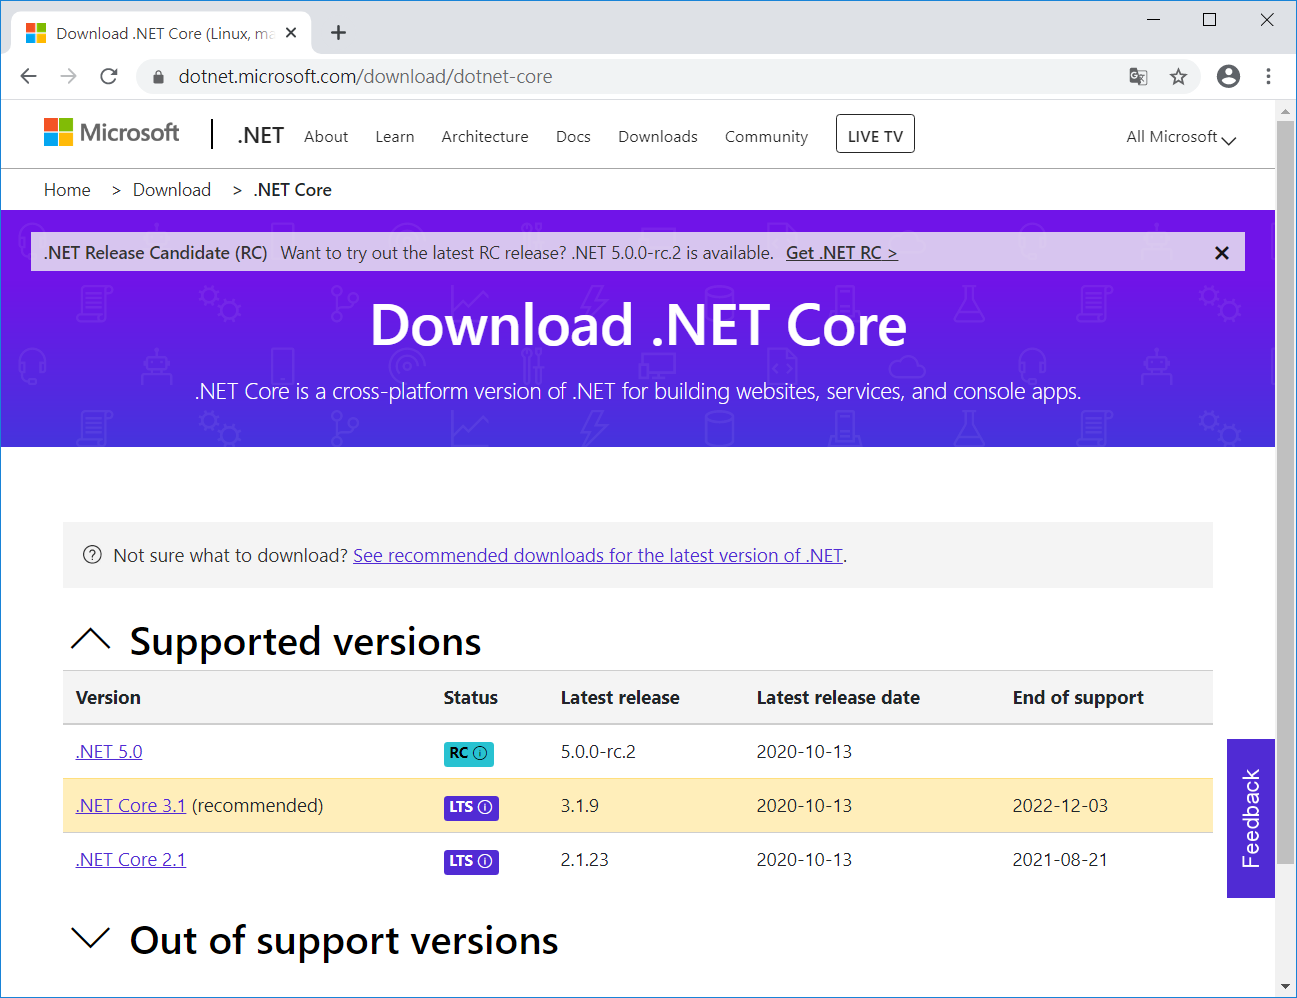 Download .NET Core (Linux, ma
dotnet.microsoft.com/download/dotnet-core
Microsoft .NET About Learn Architecture Docs Downloads Community LIVE TV All Microsoft
Home > Download > .NET Core
.NET Release Candidate (RC) Want to try out the latest RC release? .NET 5.0.0-rc.2 is available. Get .NET RC >
Download .NET Core
.NET Core is a cross-platform version of .NET for building websites, services, and console apps.
Not sure what to download? See recommended downloads for the latest version of .NET.
Supported versions
Version Status Latest release Latest release date End of support
.NET 5.0 RC 5.0.0-rc.2 2020-10-13
.NET Core 3.1 (recommended) LTS 3.1.9 2020-10-13 2022-12-03
.NET Core 2.1 LTS 2.1.23 2020-10-13 2021-08-21
Feedback
Out of support versions